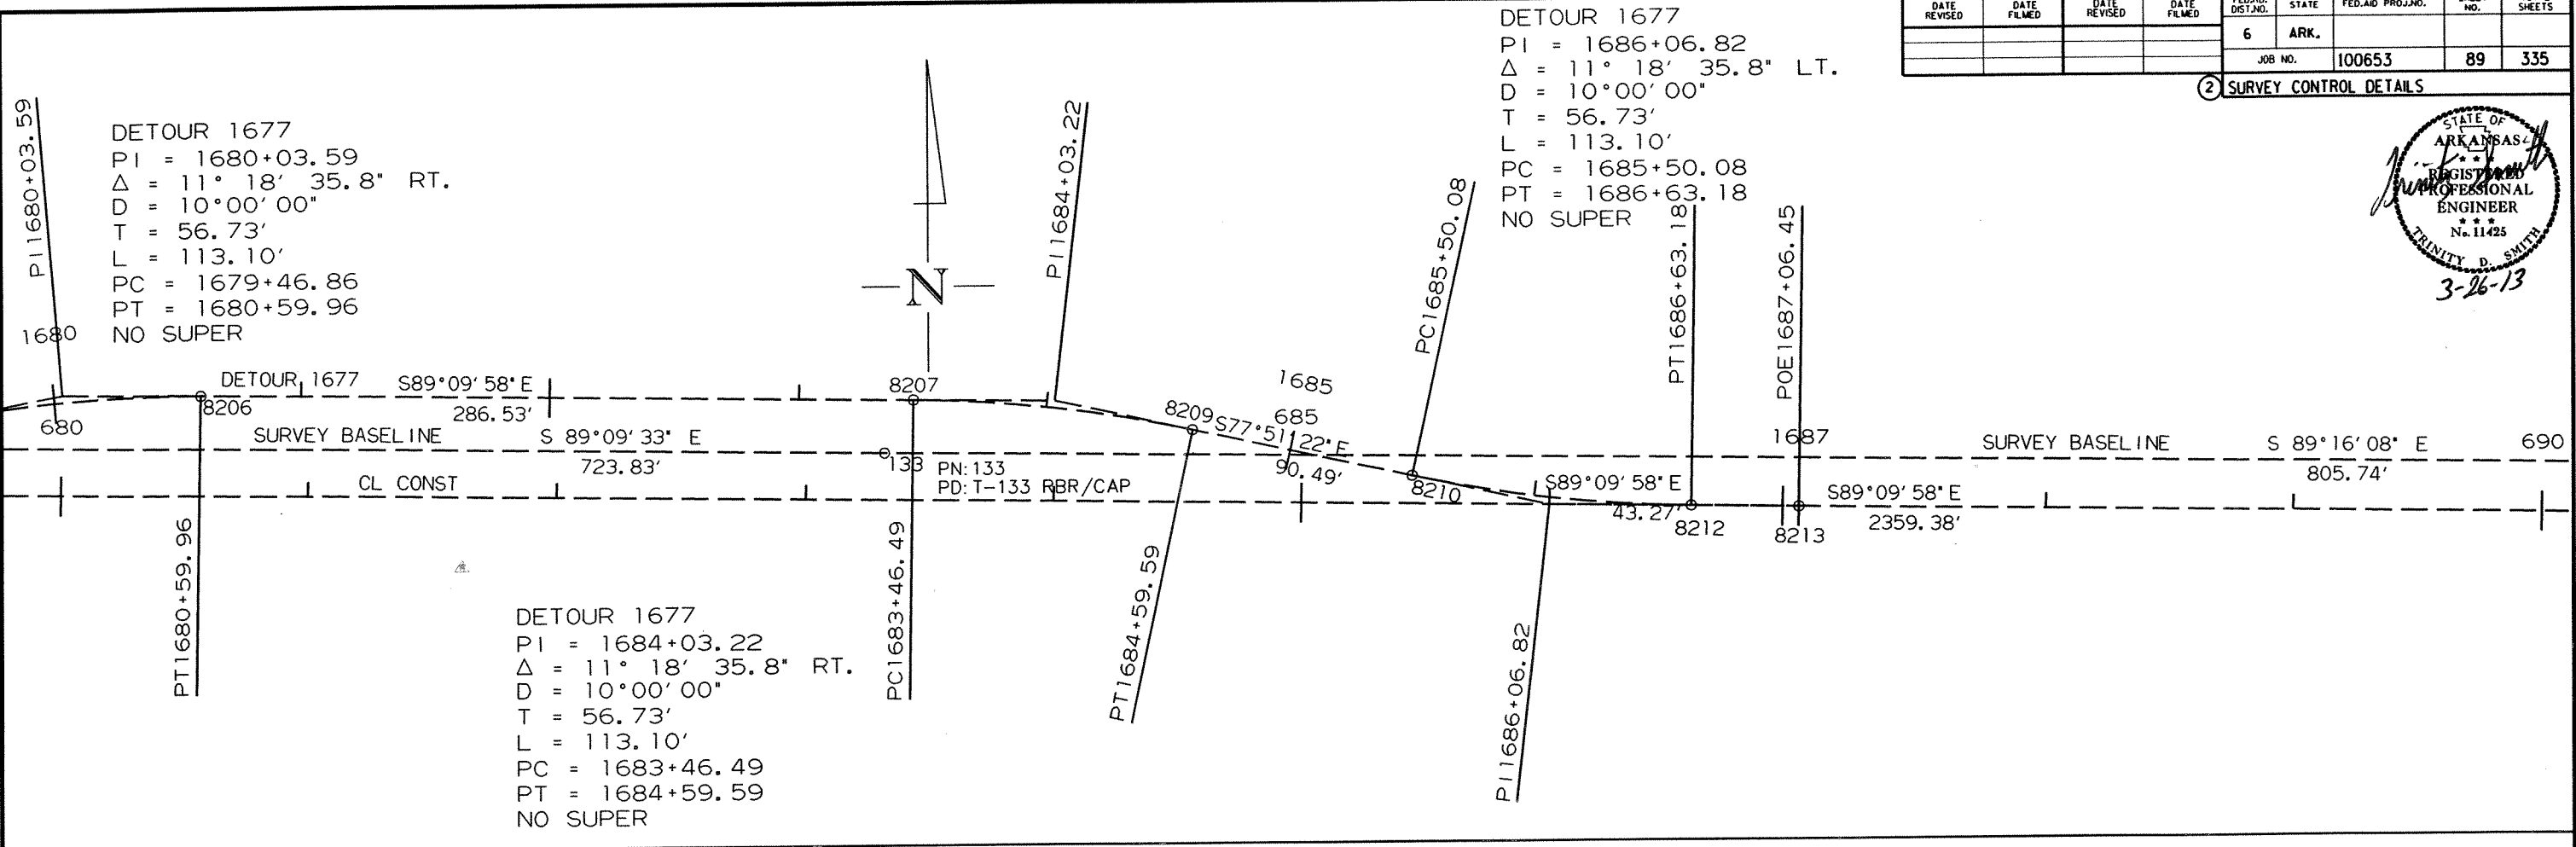 DATE REVISED
DATE FILMED
DATE REVISED
DATE FILMED
DIST.NO.
STATE
FED.AID PROJ.NO.
NO.
SHEETS
6
ARK.
JOB NO.
100653
89
335
2 SURVEY CONTROL DETAILS
STATE OF
ARKANSAS
* * *
REGISTERED
PROFESSIONAL
ENGINEER
* * *
No. 11425
TRINITY D. SMITH
3-26-13
DETOUR 1677
PI = 1680+03.59
Δ = 11° 18' 35.8" RT.
D = 10°00'00"
T = 56.73'
L = 113.10'
PC = 1679+46.86
PT = 1680+59.96
NO SUPER
DETOUR 1677
PI = 1686+06.82
Δ = 11° 18' 35.8" LT.
D = 10°00'00"
T = 56.73'
L = 113.10'
PC = 1685+50.08
PT = 1686+63.18
NO SUPER
PI1680+03.59
PI1684+03.22
PC1685+50.08
PT1686+63.18
POE1687+06.45
N
1680
DETOUR 1677
S89°09'58"E
286.53'
8206
8207
680
SURVEY BASELINE
S 89°09'33" E
723.83'
CL CONST
133
PN: 133
PD: T-133 RBR/CAP
8209
S77°51'22"E
90.49'
1685
685
8210
S89°09'58"E
43.27'
8212
1687
8213
S89°09'58"E
2359.38'
SURVEY BASELINE
S 89°16'08" E
805.74'
690
PT1680+59.96
PC1683+46.49
PT1684+59.59
PI1686+06.82
DETOUR 1677
PI = 1684+03.22
Δ = 11° 18' 35.8" RT.
D = 10°00'00"
T = 56.73'
L = 113.10'
PC = 1683+46.49
PT = 1684+59.59
NO SUPER